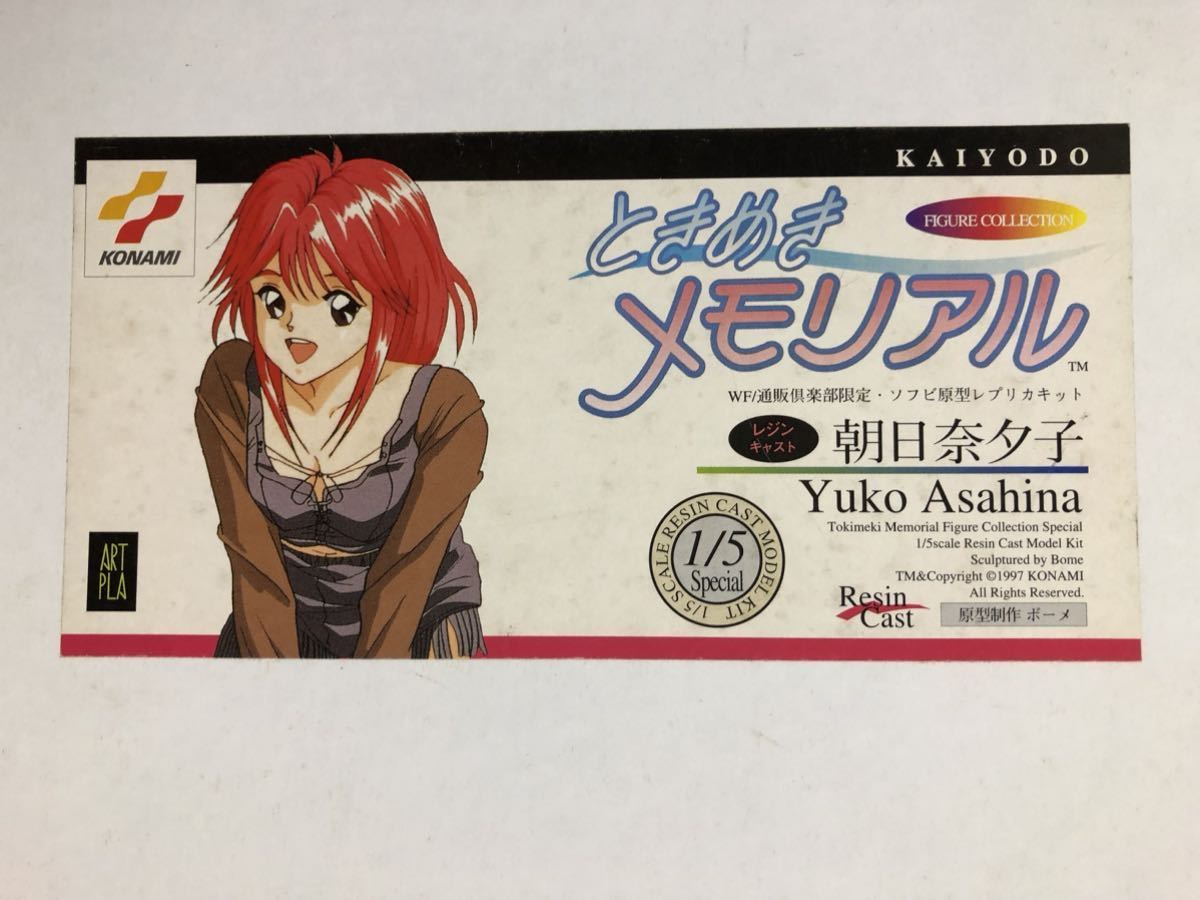 KAIYODO
KONAMI
ときめき
メモリアル
TM
FIGURE COLLECTION
WF/通販倶楽部限定・ソフビ原型レプリカキット
レジン
キャスト
朝日奈夕子
Yuko Asahina
Tokimeki Memorial Figure Collection Special
1/5scale Resin Cast Model Kit
Sculptured by Bome
TM&Copyright ©1997 KONAMI
All Rights Reserved.
1/5 SCALE RESIN CAST MODEL KIT
1/5
Special
Resin
Cast
原型制作 ボーメ
ART
PLA